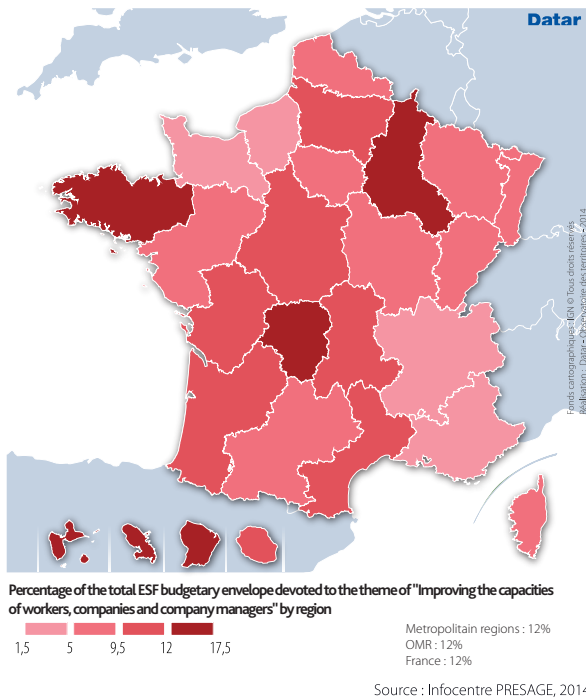 Datar
Fonds cartographiques : IGN © Tous droits réservés
Réalisation : Datar - Observatoire des territoires - 2014
Percentage of the total ESF budgetary envelope devoted to the theme of "Improving the capacities
of workers, companies and company managers" by region
1,5 5 9,5 12 17,5
Metropolitain regions : 12%
OMR : 12%
France : 12%
Source : Infocentre PRESAGE, 2014